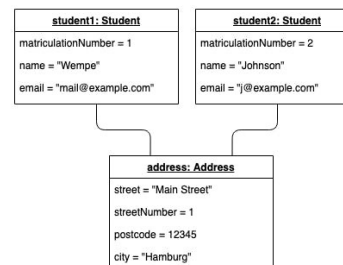 student1: Student
matriculationNumber = 1
name = "Wempe"
email = "mail@example.com"
student2: Student
matriculationNumber = 2
name = "Johnson"
email = "j@example.com"
address: Address
street = "Main Street"
streetNumber = 1
postcode = 12345
city = "Hamburg"